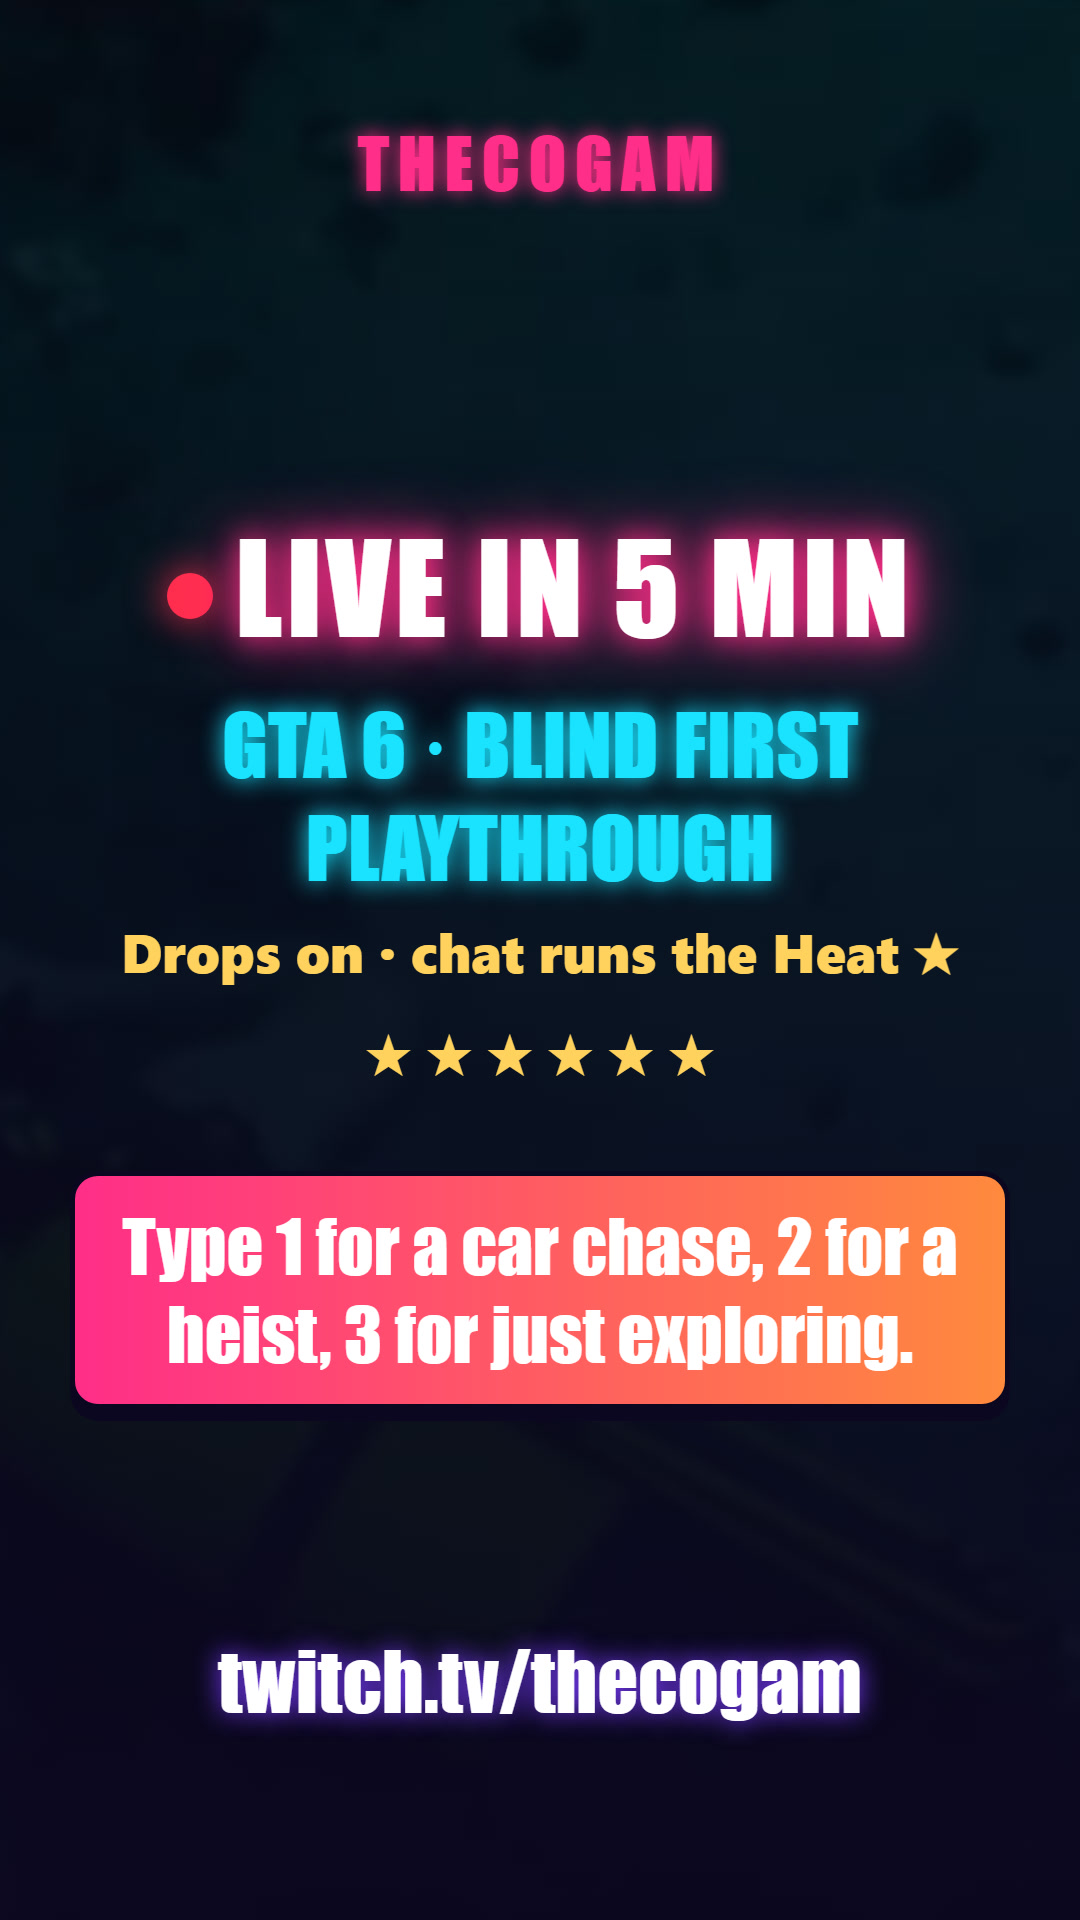 THECOGAM
LIVE IN 5 MIN
GTA 6 · BLIND FIRST
PLAYTHROUGH
Drops on · chat runs the Heat ★
★★★★★★
Type 1 for a car chase, 2 for a
heist, 3 for just exploring.
twitch.tv/thecogam